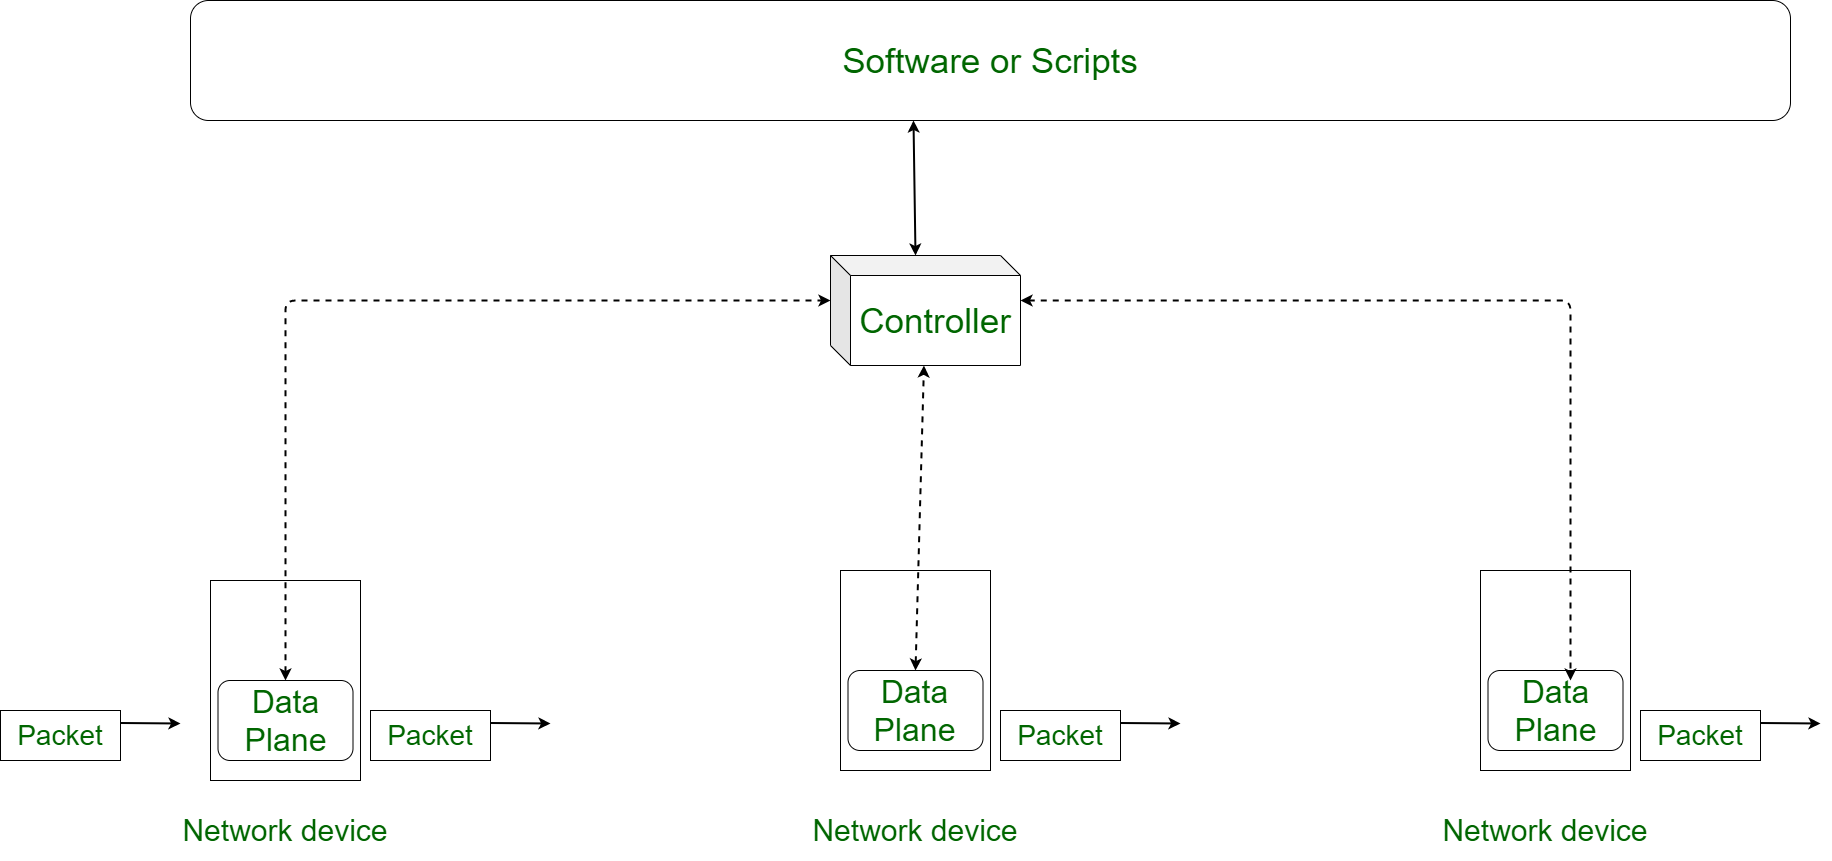 Software or Scripts
Controller
Data
Plane
Data
Plane
Data
Plane
Packet
Packet
Packet
Packet
Network device
Network device
Network device